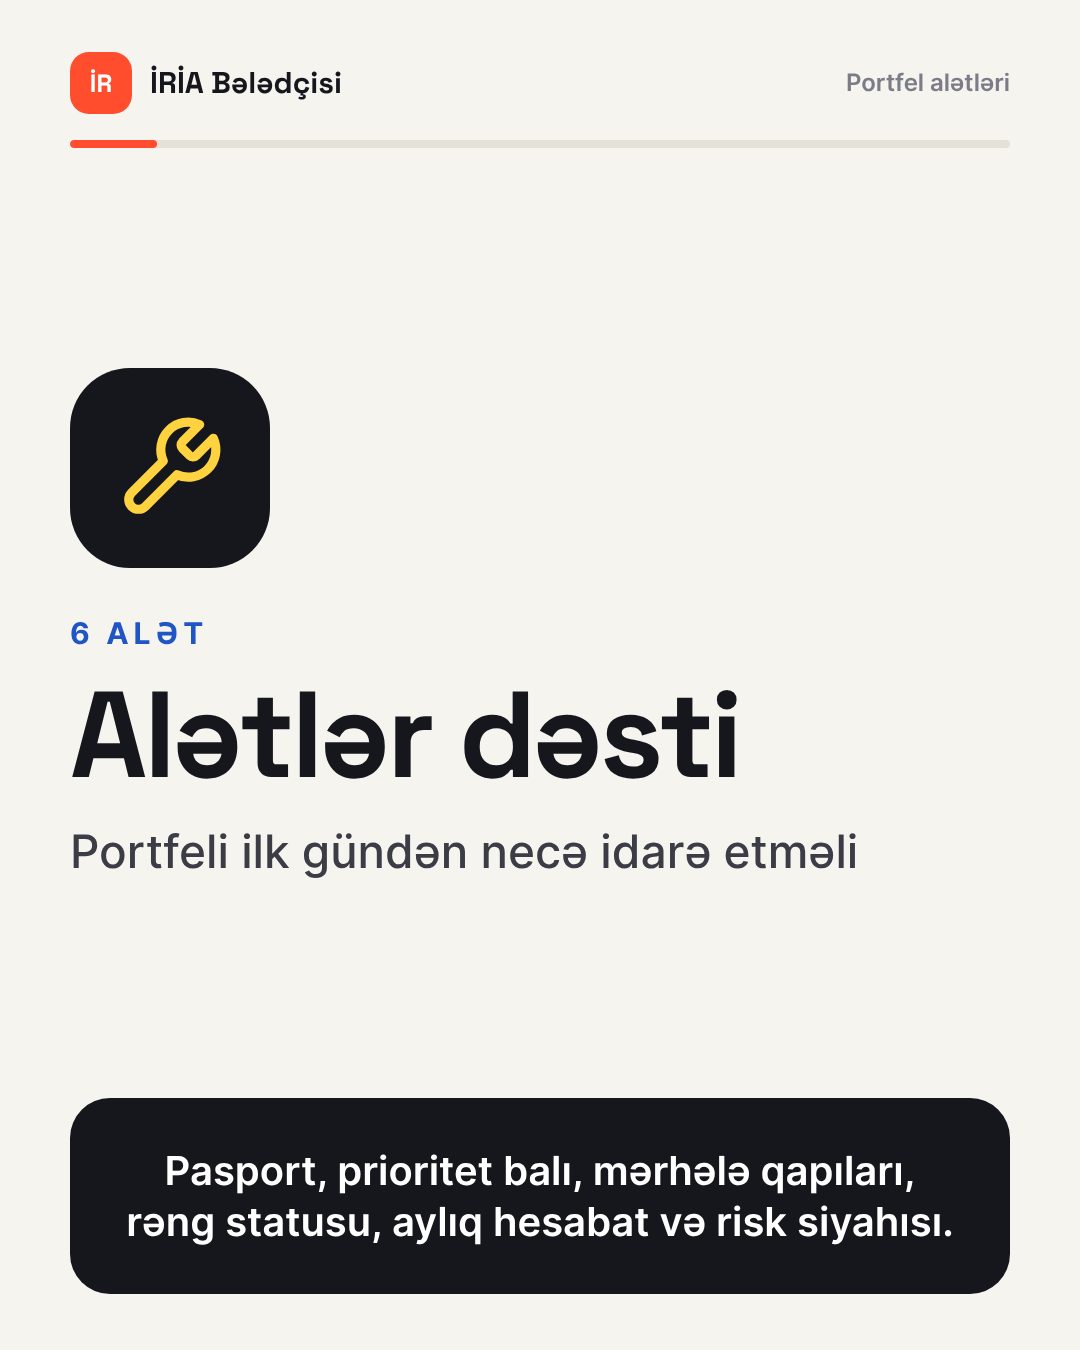 İR
İRİA Bələdçisi
Portfel alətləri
6 ALƏT
Alətlər dəsti
Portfeli ilk gündən necə idarə etməli
Pasport, prioritet balı, mərhələ qapıları,
rəng statusu, aylıq hesabat və risk siyahısı.